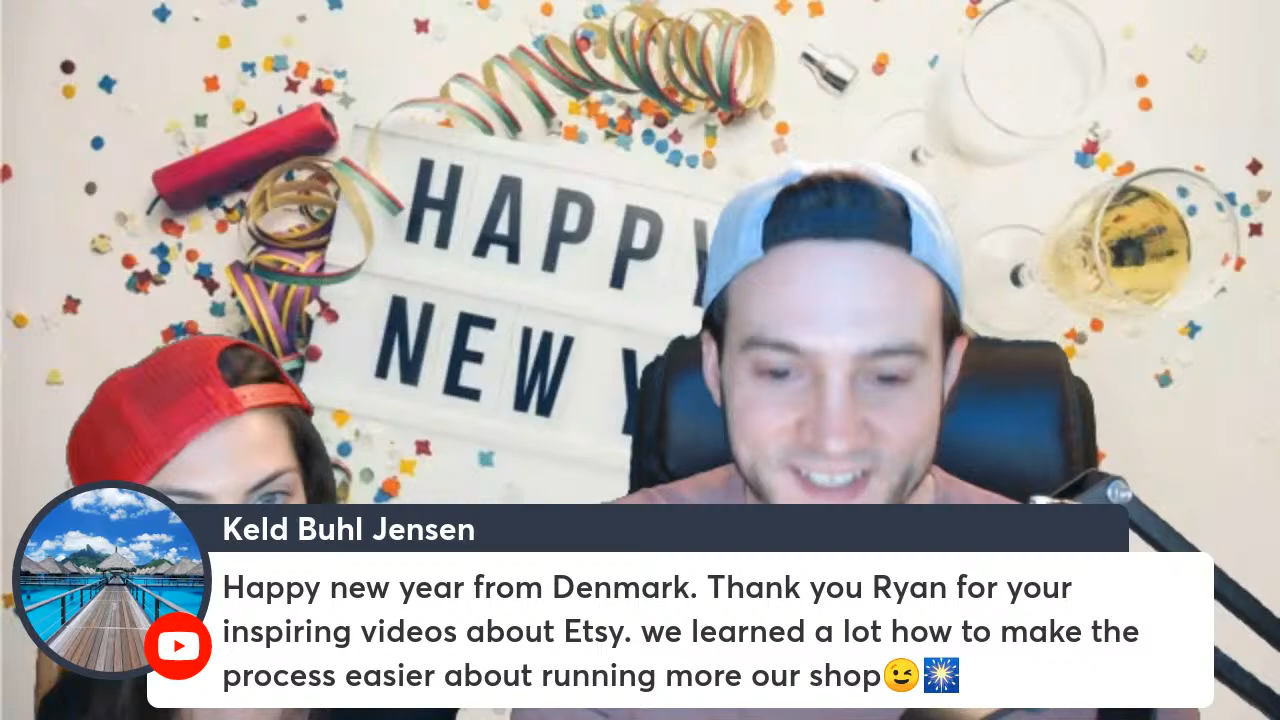 HAPPY
NEW Y
Keld Buhl Jensen
Happy new year from Denmark. Thank you Ryan for your
inspiring videos about Etsy. we learned a lot how to make the
process easier about running more our shop😉🎆